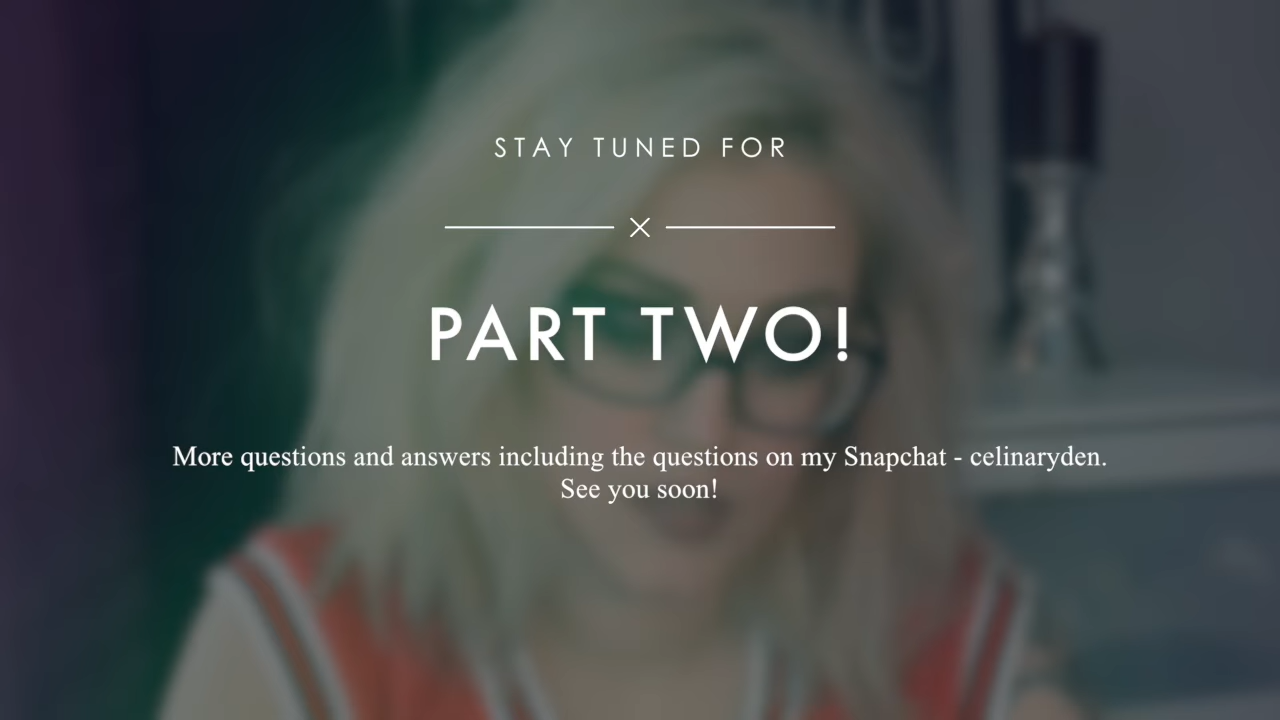 STAY TUNED FOR
PART TWO!
More questions and answers including the questions on my Snapchat - celinaryden.
See you soon!